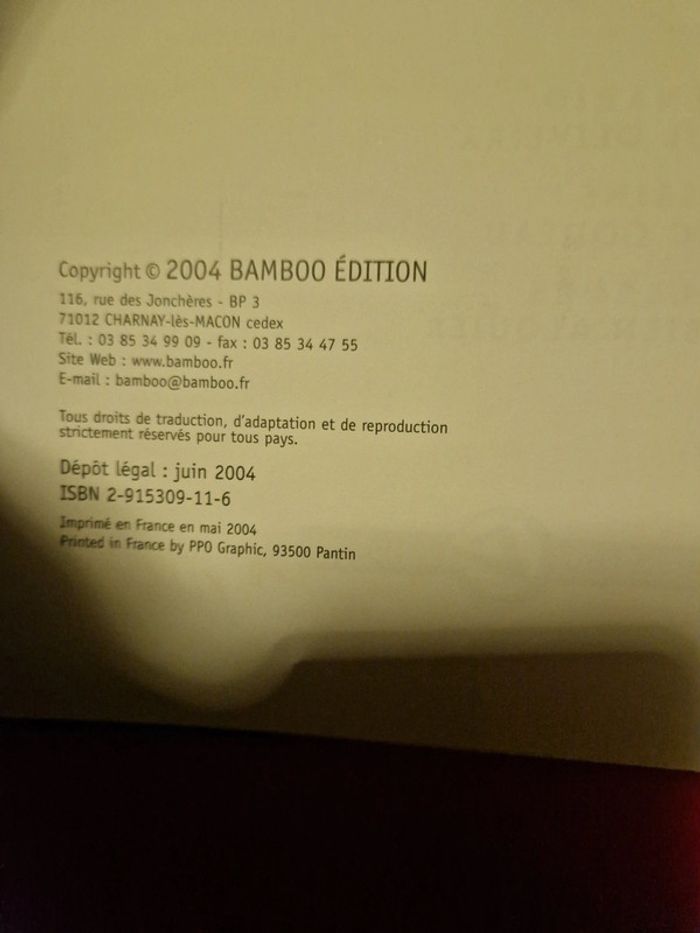 Copyright © 2004 BAMBOO ÉDITION
116, rue des Jonchères - BP 3
71012 CHARNAY-lès-MACON cedex
Tél. : 03 85 34 99 09 - fax : 03 85 34 47 55
Site Web : www.bamboo.fr
E-mail : bamboo@bamboo.fr
Tous droits de traduction, d'adaptation et de reproduction
strictement réservés pour tous pays.
Dépôt légal : juin 2004
ISBN 2-915309-11-6
Imprimé en France en mai 2004
Printed in France by PPO Graphic, 93500 Pantin